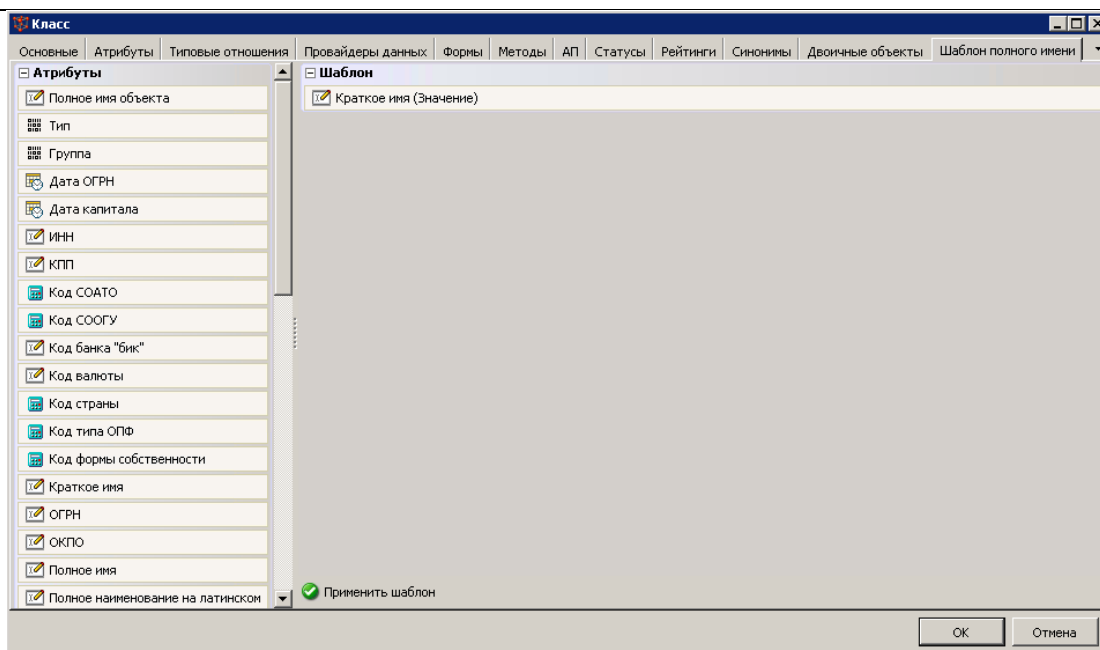 Класс
Основные Атрибуты Типовые отношения Провайдеры данных Формы Методы АП Статусы Рейтинги Синонимы Двоичные объекты Шаблон полного имени
Атрибуты
Полное имя объекта
Тип
Группа
Дата ОГРН
Дата капитала
ИНН
КПП
Код СОАТО
Код СООГУ
Код банка "бик"
Код валюты
Код страны
Код типа ОПФ
Код формы собственности
Краткое имя
ОГРН
ОКПО
Полное имя
Полное наименование на латинском
Шаблон
Краткое имя (Значение)
Применить шаблон
ОК Отмена